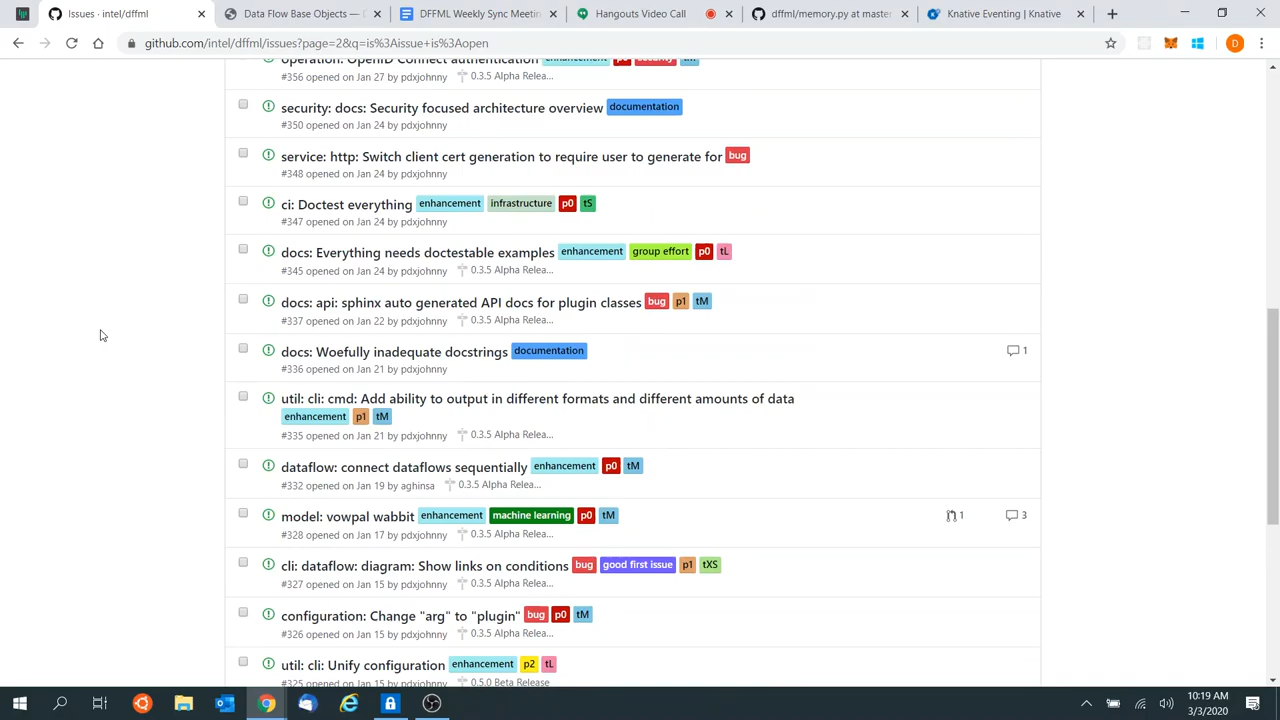 Issues · intel/dffml
Data Flow Base Objects —
DFFML Weekly Sync Meetin
Hangouts Video Call
dffml/memory.py at master
Knative Eventing | Knative
github.com/intel/dffml/issues?page=2&q=is%3Aissue+is%3Aopen
D
operation: OpenID Connect authentication enhancement p0 security tM
#356 opened on Jan 27 by pdxjohnny 0.3.5 Alpha Relea...
security: docs: Security focused architecture overview documentation
#350 opened on Jan 24 by pdxjohnny
service: http: Switch client cert generation to require user to generate for bug
#348 opened on Jan 24 by pdxjohnny
ci: Doctest everything enhancement infrastructure p0 tS
#347 opened on Jan 24 by pdxjohnny
docs: Everything needs doctestable examples enhancement group effort p0 tL
#345 opened on Jan 24 by pdxjohnny 0.3.5 Alpha Relea...
docs: api: sphinx auto generated API docs for plugin classes bug p1 tM
#337 opened on Jan 22 by pdxjohnny 0.3.5 Alpha Relea...
docs: Woefully inadequate docstrings documentation 1
#336 opened on Jan 21 by pdxjohnny
util: cli: cmd: Add ability to output in different formats and different amounts of data
enhancement p1 tM
#335 opened on Jan 21 by pdxjohnny 0.3.5 Alpha Relea...
dataflow: connect dataflows sequentially enhancement p0 tM
#332 opened on Jan 19 by aghinsa 0.3.5 Alpha Relea...
model: vowpal wabbit enhancement machine learning p0 tM 1 3
#328 opened on Jan 17 by pdxjohnny 0.3.5 Alpha Relea...
cli: dataflow: diagram: Show links on conditions bug good first issue p1 tXS
#327 opened on Jan 15 by pdxjohnny 0.3.5 Alpha Relea...
configuration: Change "arg" to "plugin" bug p0 tM
#326 opened on Jan 15 by pdxjohnny 0.3.5 Alpha Relea...
util: cli: Unify configuration enhancement p2 tL
#325 opened on Jan 15 by pdxjohnny 0.5.0 Beta Release
10:19 AM
3/3/2020